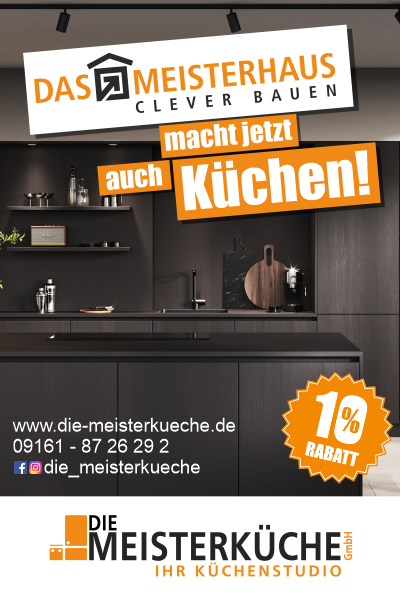 DAS MEISTERHAUS
CLEVER BAUEN
macht jetzt
auch Küchen!
www.die-meisterkueche.de
09161 - 87 26 29 2
die_meisterkueche
10%
RABATT
DIE
MEISTERKÜCHE GmbH
IHR KÜCHENSTUDIO